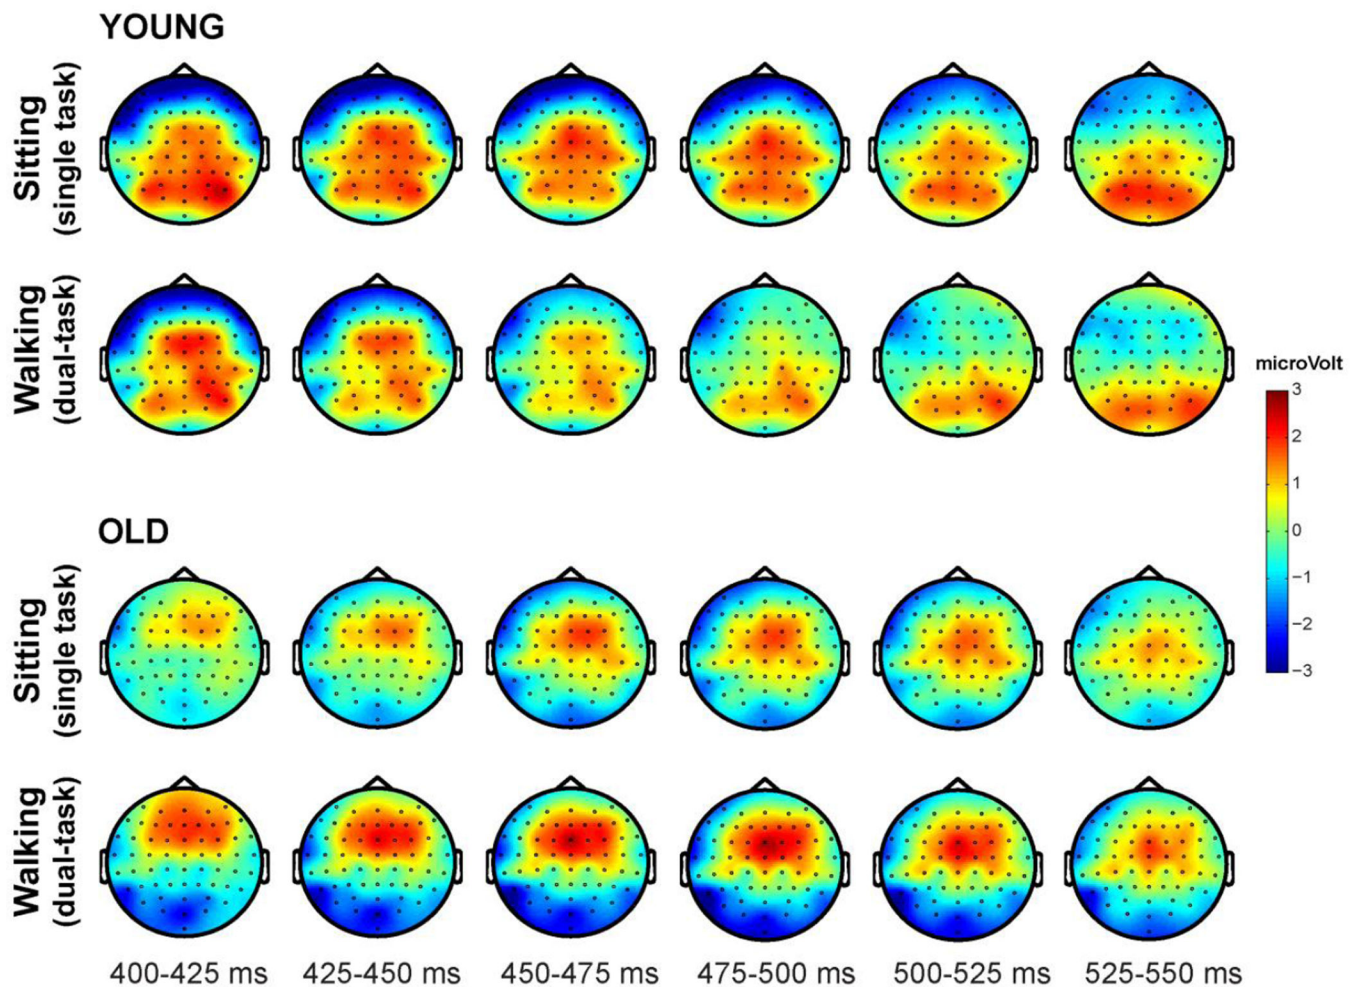 YOUNG
Sitting
(single task)
Walking
(dual-task)
microVolt
3
2
1
0
−1
−2
−3
OLD
Sitting
(single task)
Walking
(dual-task)
400-425 ms
425-450 ms
450-475 ms
475-500 ms
500-525 ms
525-550 ms